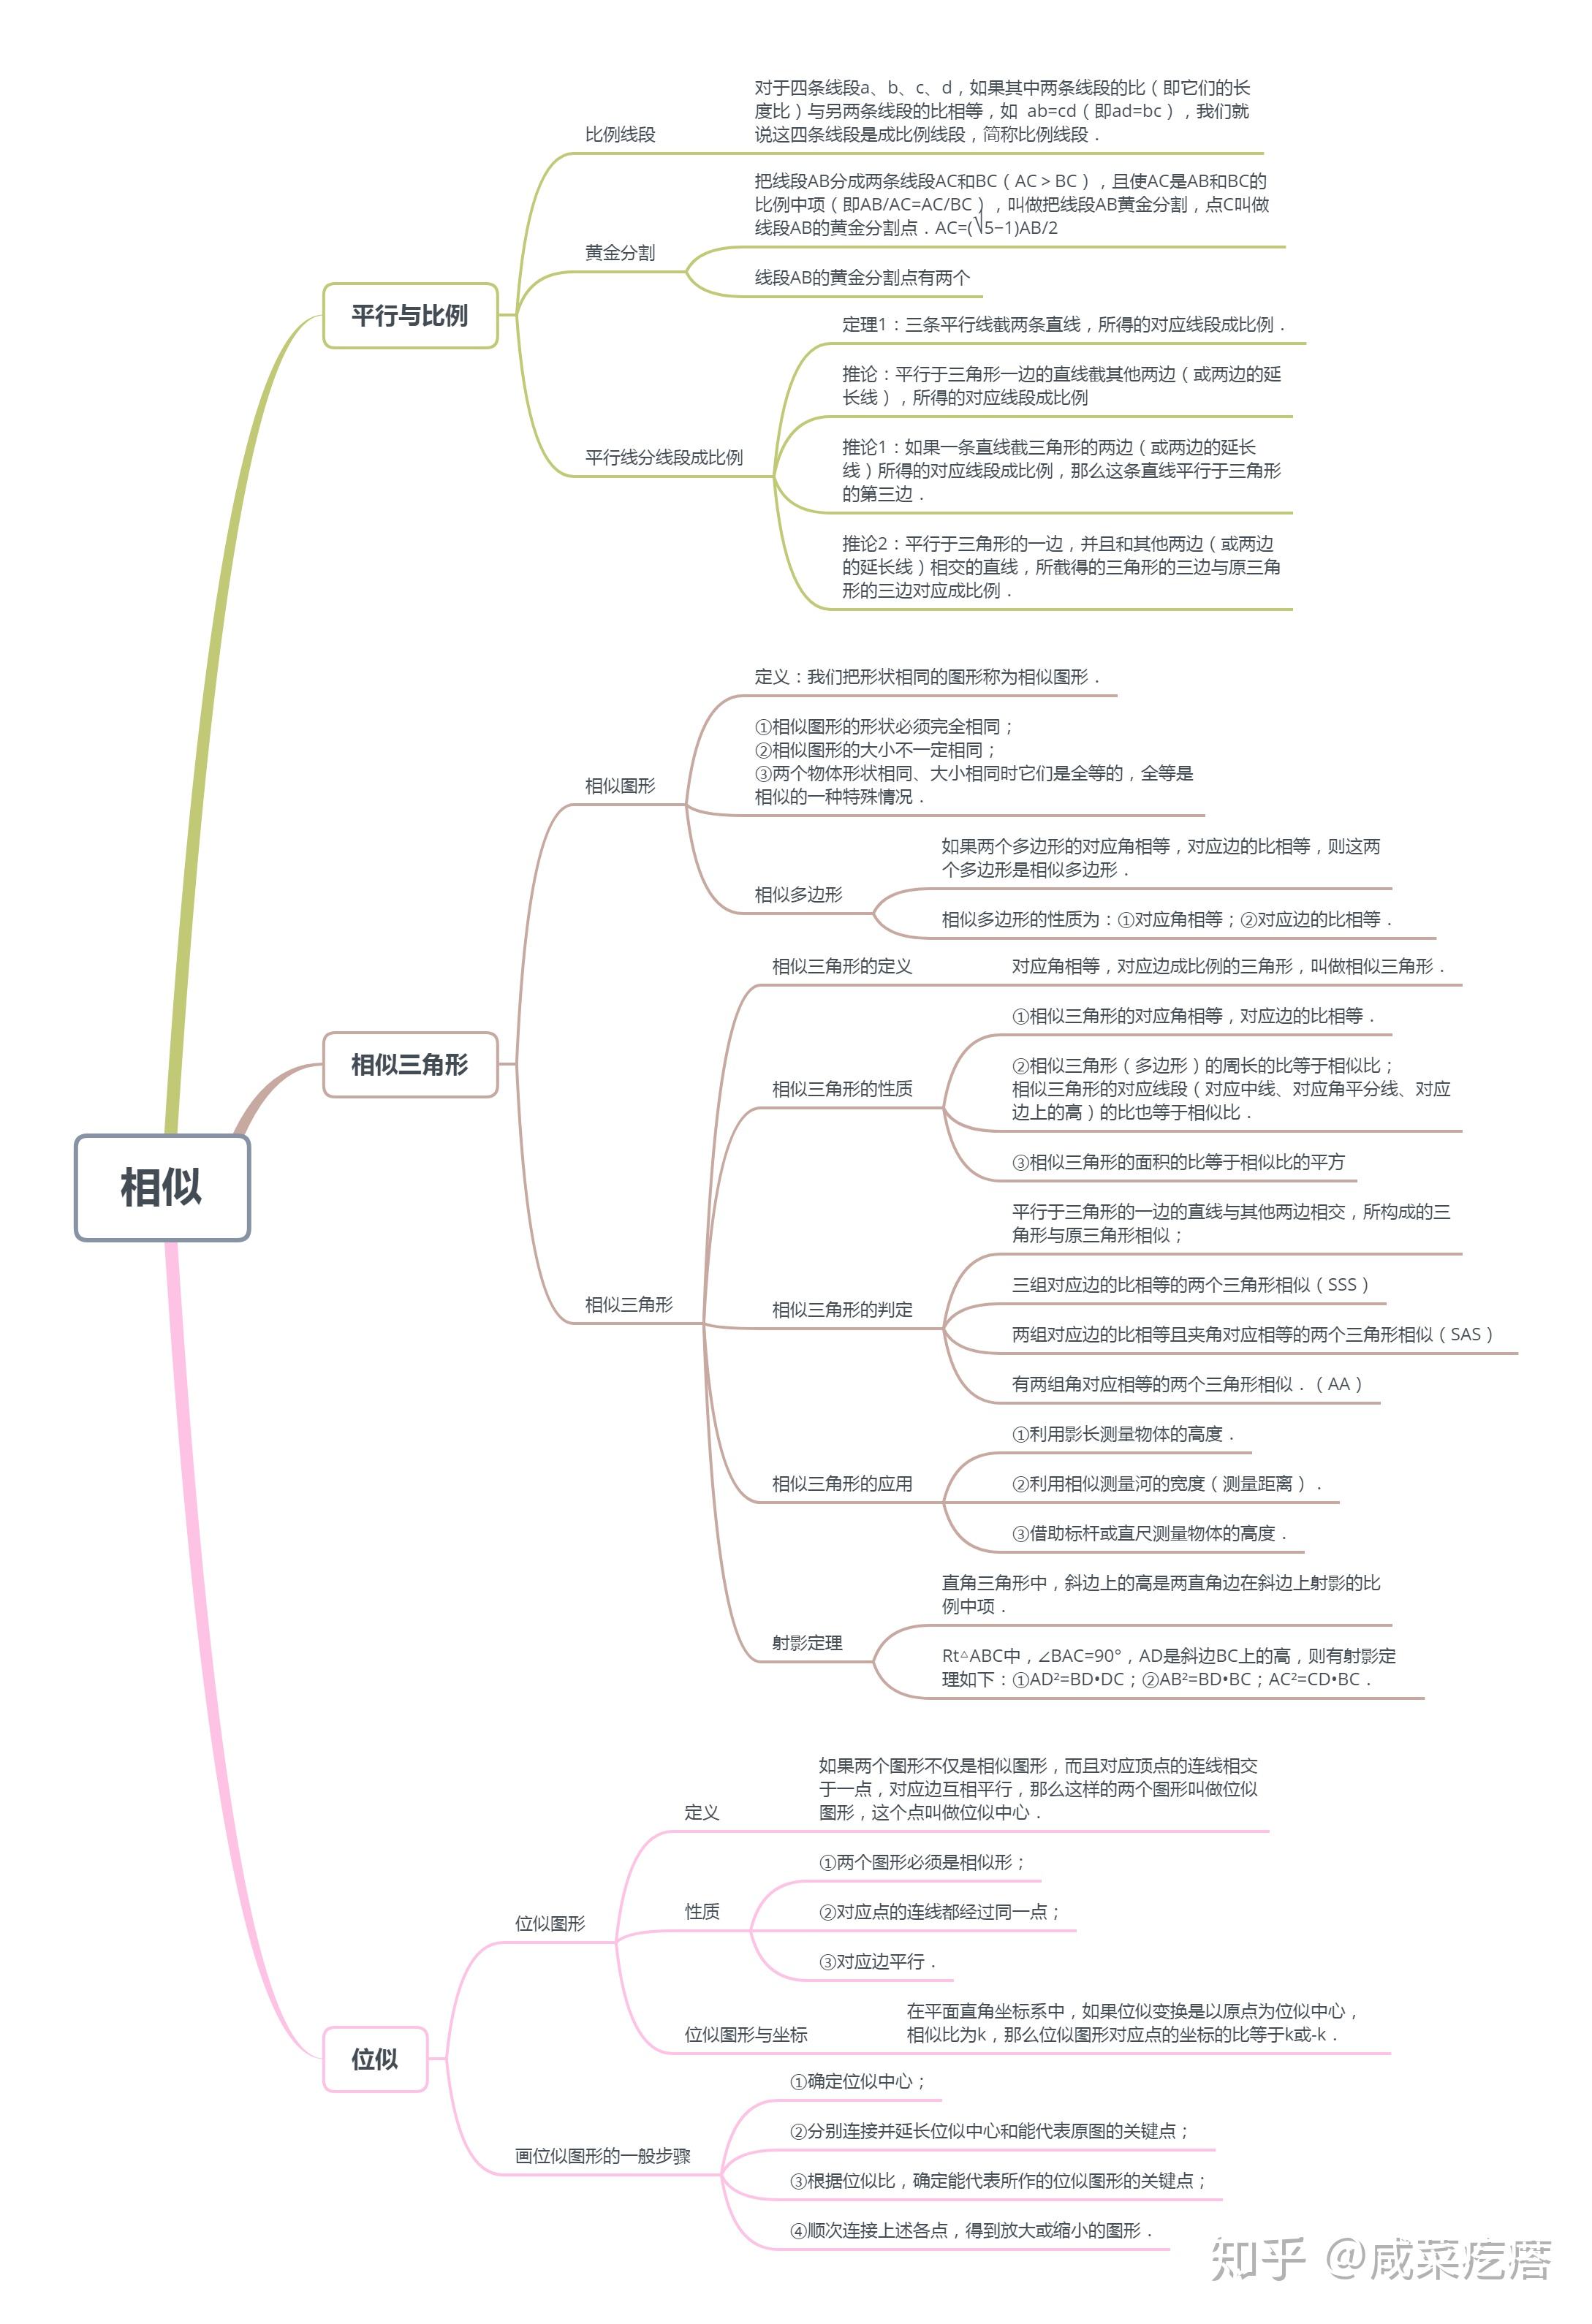 相似
平行与比例
比例线段
对于四条线段a、b、c、d，如果其中两条线段的比（即它们的长
度比）与另两条线段的比相等，如 ab=cd（即ad=bc），我们就
说这四条线段是成比例线段，简称比例线段．
黄金分割
把线段AB分成两条线段AC和BC（AC＞BC），且使AC是AB和BC的
比例中项（即AB/AC=AC/BC），叫做把线段AB黄金分割，点C叫做
线段AB的黄金分割点．AC=(√5−1)AB/2
线段AB的黄金分割点有两个
平行线分线段成比例
定理1：三条平行线截两条直线，所得的对应线段成比例．
推论：平行于三角形一边的直线截其他两边（或两边的延
长线），所得的对应线段成比例
推论1：如果一条直线截三角形的两边（或两边的延长
线）所得的对应线段成比例，那么这条直线平行于三角形
的第三边．
推论2：平行于三角形的一边，并且和其他两边（或两边
的延长线）相交的直线，所截得的三角形的三边与原三角
形的三边对应成比例．
相似三角形
相似图形
定义：我们把形状相同的图形称为相似图形．
①相似图形的形状必须完全相同；
②相似图形的大小不一定相同；
③两个物体形状相同、大小相同时它们是全等的，全等是
相似的一种特殊情况．
相似多边形
如果两个多边形的对应角相等，对应边的比相等，则这两
个多边形是相似多边形．
相似多边形的性质为：①对应角相等；②对应边的比相等．
相似三角形
相似三角形的定义
对应角相等，对应边成比例的三角形，叫做相似三角形．
相似三角形的性质
①相似三角形的对应角相等，对应边的比相等．
②相似三角形（多边形）的周长的比等于相似比；
相似三角形的对应线段（对应中线、对应角平分线、对应
边上的高）的比也等于相似比．
③相似三角形的面积的比等于相似比的平方
相似三角形的判定
平行于三角形的一边的直线与其他两边相交，所构成的三
角形与原三角形相似；
三组对应边的比相等的两个三角形相似（SSS）
两组对应边的比相等且夹角对应相等的两个三角形相似（SAS）
有两组角对应相等的两个三角形相似．（AA）
相似三角形的应用
①利用影长测量物体的高度．
②利用相似测量河的宽度（测量距离）．
③借助标杆或直尺测量物体的高度．
射影定理
直角三角形中，斜边上的高是两直角边在斜边上射影的比
例中项．
Rt△ABC中，∠BAC=90°，AD是斜边BC上的高，则有射影定
理如下：①AD²=BD•DC；②AB²=BD•BC；AC²=CD•BC．
位似
位似图形
定义
如果两个图形不仅是相似图形，而且对应顶点的连线相交
于一点，对应边互相平行，那么这样的两个图形叫做位似
图形，这个点叫做位似中心．
性质
①两个图形必须是相似形；
②对应点的连线都经过同一点；
③对应边平行．
位似图形与坐标
在平面直角坐标系中，如果位似变换是以原点为位似中心，
相似比为k，那么位似图形对应点的坐标的比等于k或-k．
画位似图形的一般步骤
①确定位似中心；
②分别连接并延长位似中心和能代表原图的关键点；
③根据位似比，确定能代表所作的位似图形的关键点；
④顺次连接上述各点，得到放大或缩小的图形．
知乎 @咸菜疙瘩